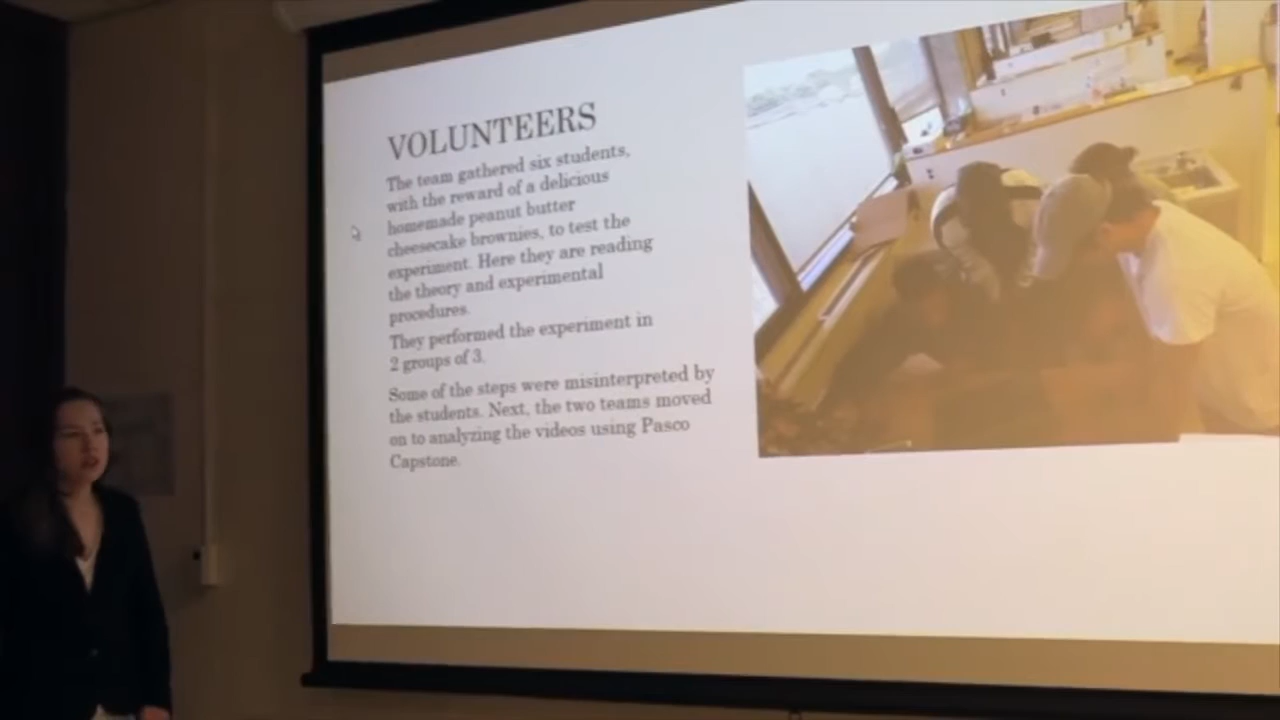 VOLUNTEERS
The team gathered six students,
with the reward of a delicious
homemade peanut butter
cheesecake brownies, to test the
experiment. Here they are reading
the theory and experimental
procedures.
They performed the experiment in
2 groups of 3.
Some of the steps were misinterpreted by
the students. Next, the two teams moved
on to analyzing the videos using Pasco
Capstone.